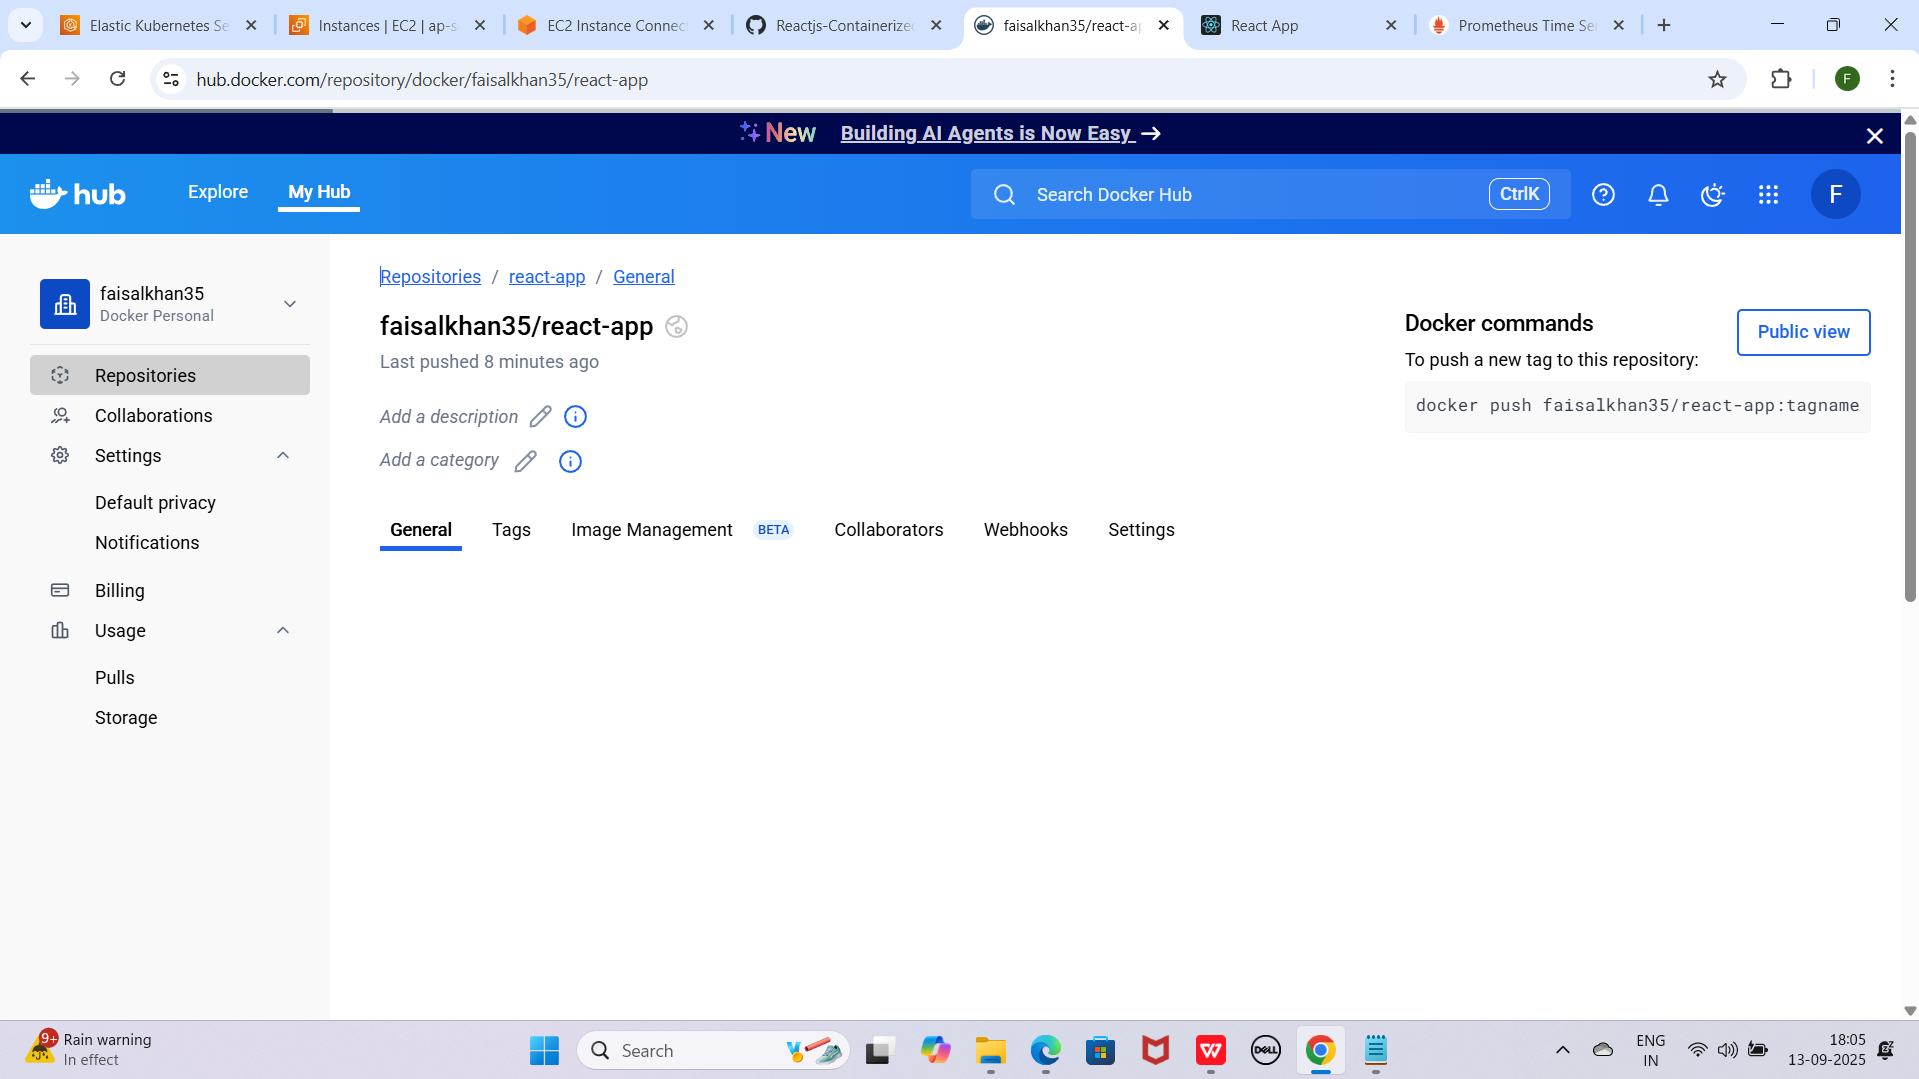 Elastic Kubernetes Se
Instances | EC2 | ap-s
EC2 Instance Connect
Reactjs-Containerized
faisalkhan35/react-ap
React App
Prometheus Time Ser
hub.docker.com/repository/docker/faisalkhan35/react-app
F
New Building AI Agents is Now Easy →
hub
Explore
My Hub
Search Docker Hub
CtrlK
F
faisalkhan35
Docker Personal
Repositories
Collaborations
Settings
Default privacy
Notifications
Billing
Usage
Pulls
Storage
Repositories / react-app / General
faisalkhan35/react-app
Last pushed 8 minutes ago
Add a description
Add a category
Docker commands
Public view
To push a new tag to this repository:
docker push faisalkhan35/react-app:tagname
General
Tags
Image Management BETA
Collaborators
Webhooks
Settings
9+
Rain warning
In effect
Search
W
DELL
ENG
IN
18:05
13-09-2025